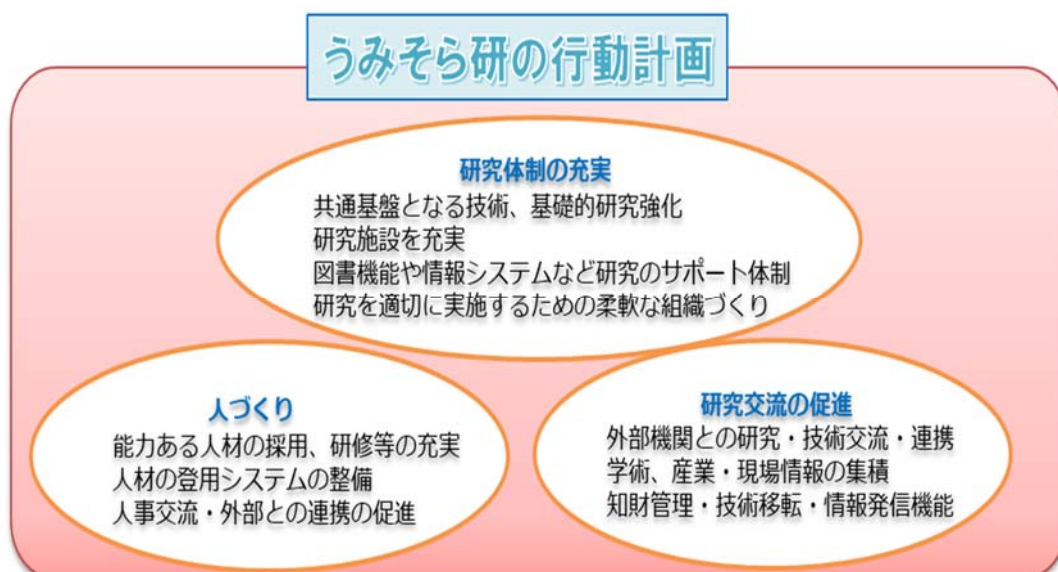 うみそら研の行動計画
研究体制の充実
共通基盤となる技術、基礎的研究強化
研究施設を充実
図書機能や情報システムなど研究のサポート体制
研究を適切に実施するための柔軟な組織づくり
人づくり
能力ある人材の採用、研修等の充実
人材の登用システムの整備
人事交流・外部との連携の促進
研究交流の促進
外部機関との研究・技術交流・連携
学術、産業・現場情報の集積
知財管理・技術移転・情報発信機能